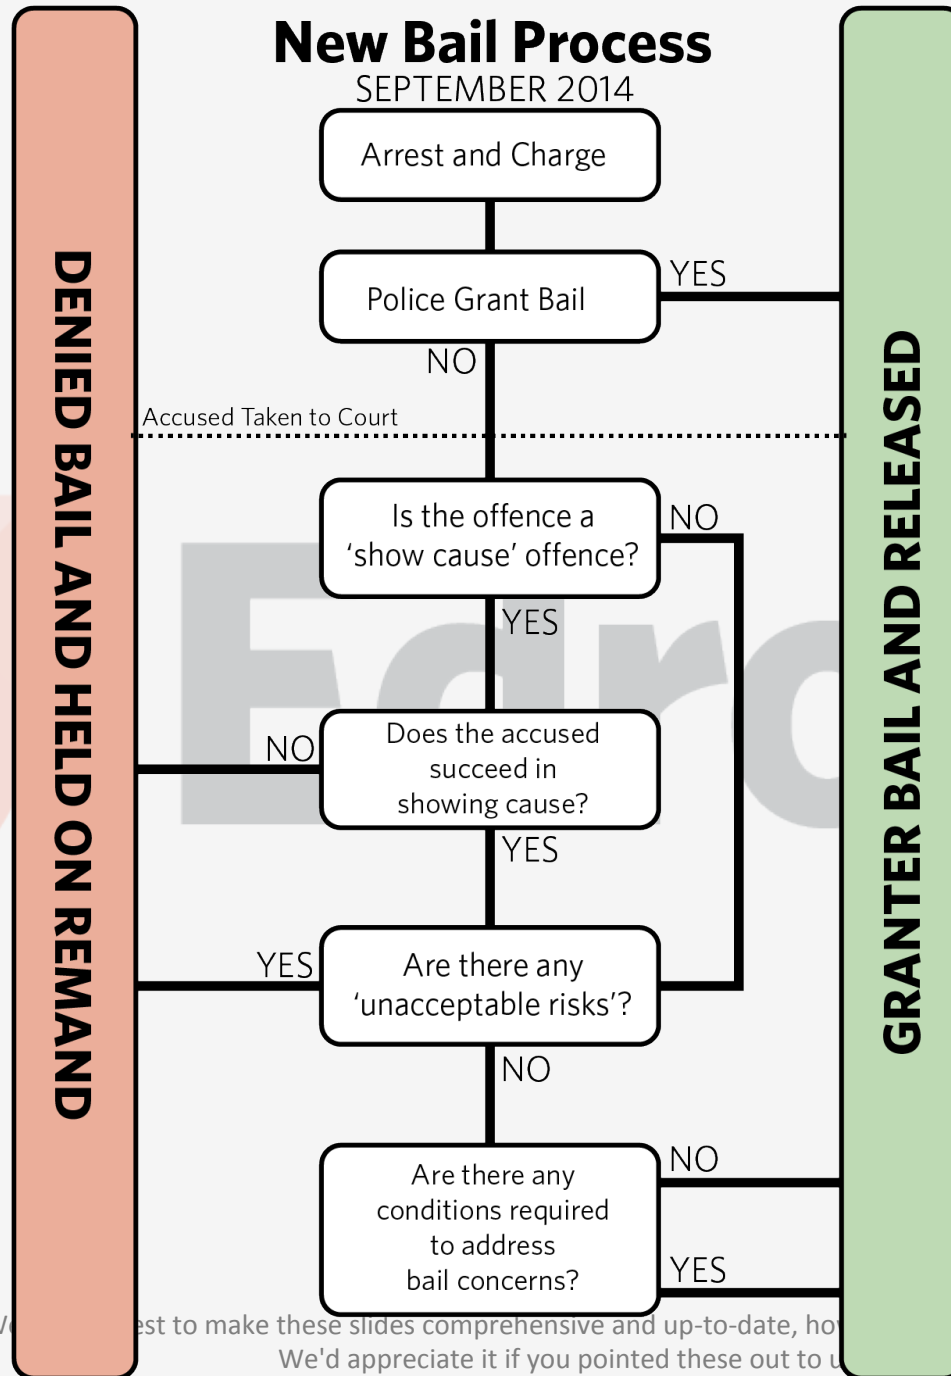 New Bail Process
SEPTEMBER 2014
Arrest and Charge
Police Grant Bail
YES
NO
Accused Taken to Court
Is the offence a
‘show cause’ offence?
NO
YES
Does the accused
succeed in
showing cause?
NO
YES
Are there any
‘unacceptable risks’?
YES
NO
Are there any
conditions required
to address
bail concerns?
NO
YES
DENIED BAIL AND HELD ON REMAND
GRANTER BAIL AND RELEASED
to make these slides comprehensive and up-to-date,
We'd appreciate it if you pointed these out to